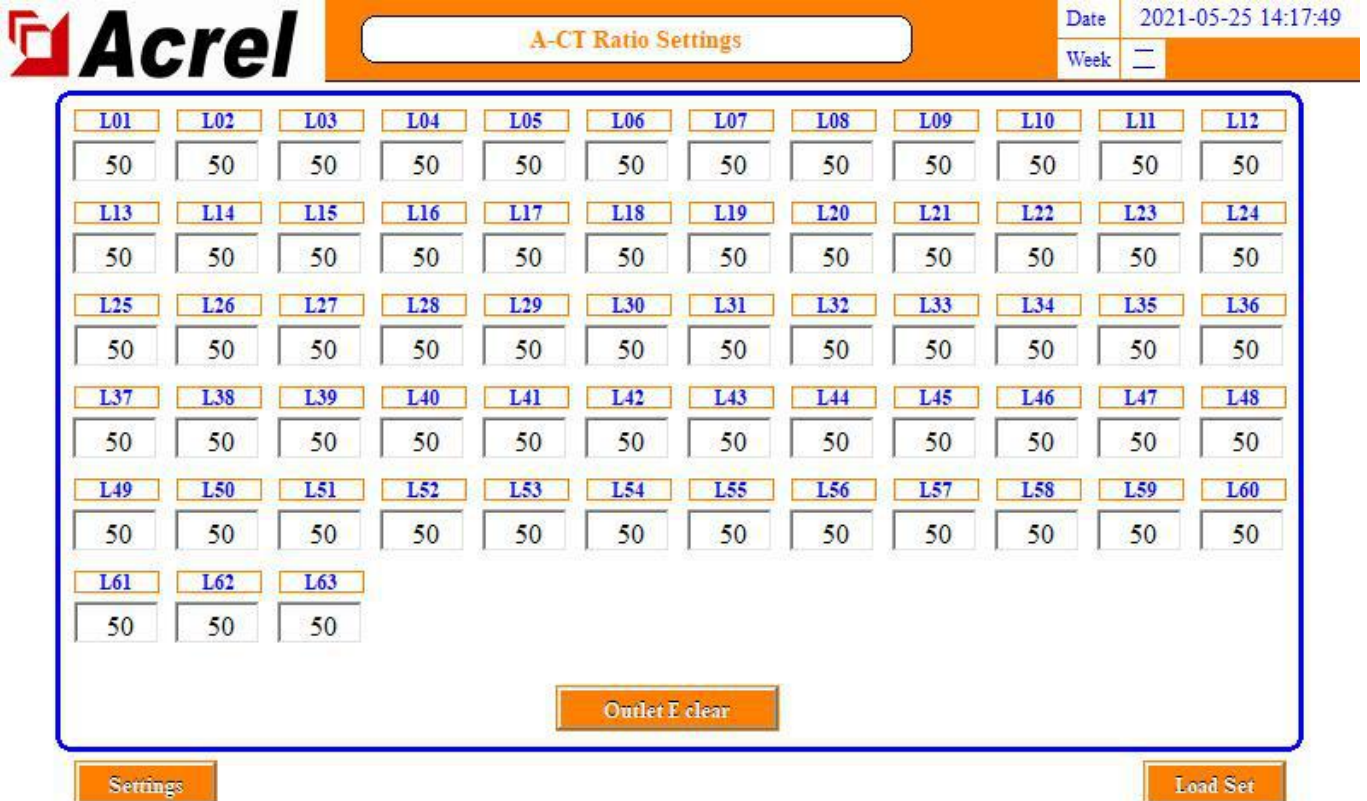 Acrel
A-CT Ratio Settings
Date 2021-05-25 14:17:49
Week 二
L01 L02 L03 L04 L05 L06 L07 L08 L09 L10 L11 L12
50 50 50 50 50 50 50 50 50 50 50 50
L13 L14 L15 L16 L17 L18 L19 L20 L21 L22 L23 L24
50 50 50 50 50 50 50 50 50 50 50 50
L25 L26 L27 L28 L29 L30 L31 L32 L33 L34 L35 L36
50 50 50 50 50 50 50 50 50 50 50 50
L37 L38 L39 L40 L41 L42 L43 L44 L45 L46 L47 L48
50 50 50 50 50 50 50 50 50 50 50 50
L49 L50 L51 L52 L53 L54 L55 L56 L57 L58 L59 L60
50 50 50 50 50 50 50 50 50 50 50 50
L61 L62 L63
50 50 50
Outlet E clear
Settings Load Set